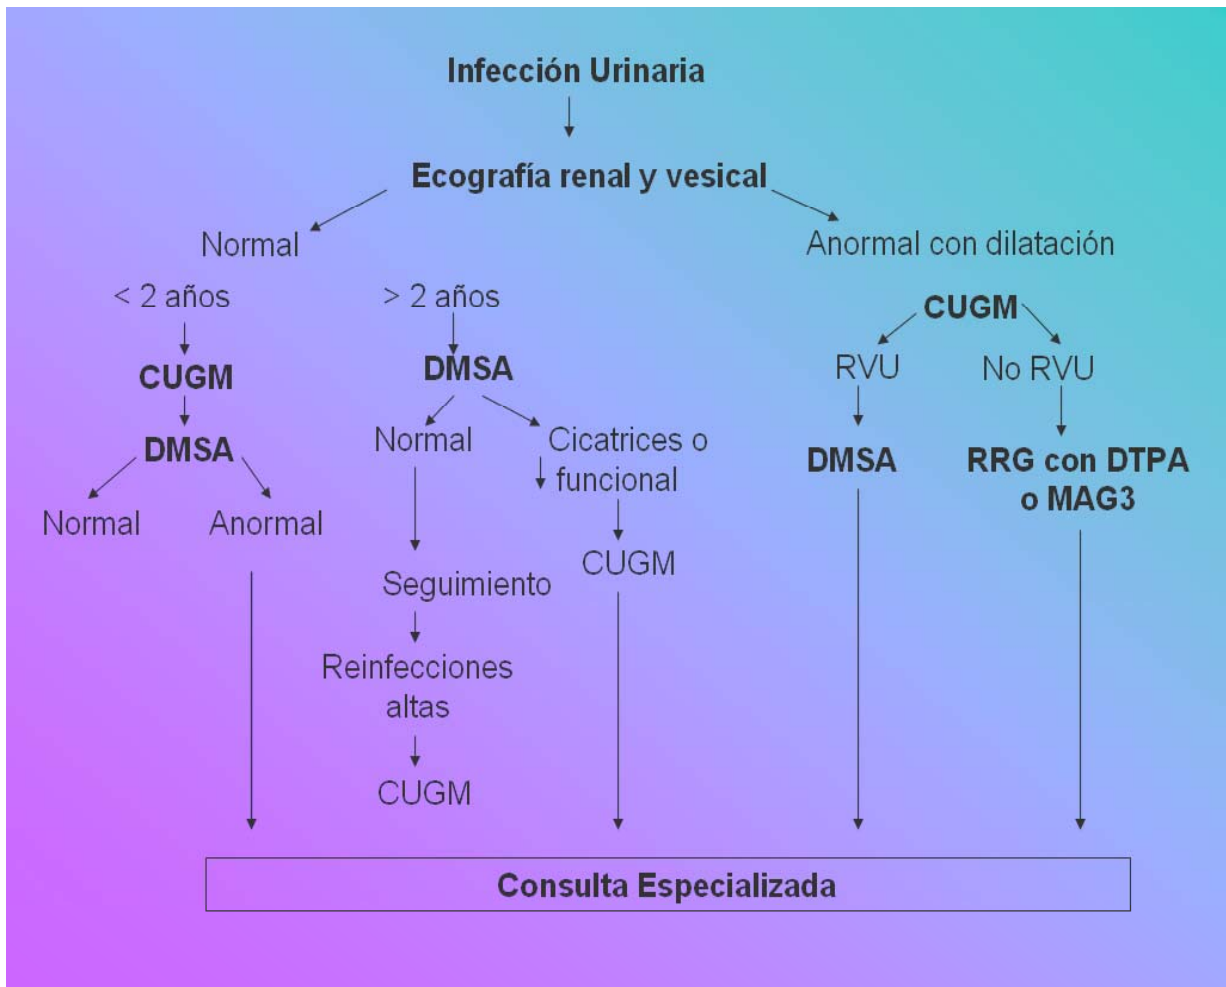 Infección Urinaria
Ecografía renal y vesical
Normal
Anormal con dilatación
< 2 años
> 2 años
CUGM
CUGM
DMSA
RVU
No RVU
DMSA
Normal
Cicatrices o
funcional
DMSA
RRG con DTPA
o MAG3
Normal
Anormal
CUGM
Seguimiento
Reinfecciones
altas
CUGM
Consulta Especializada